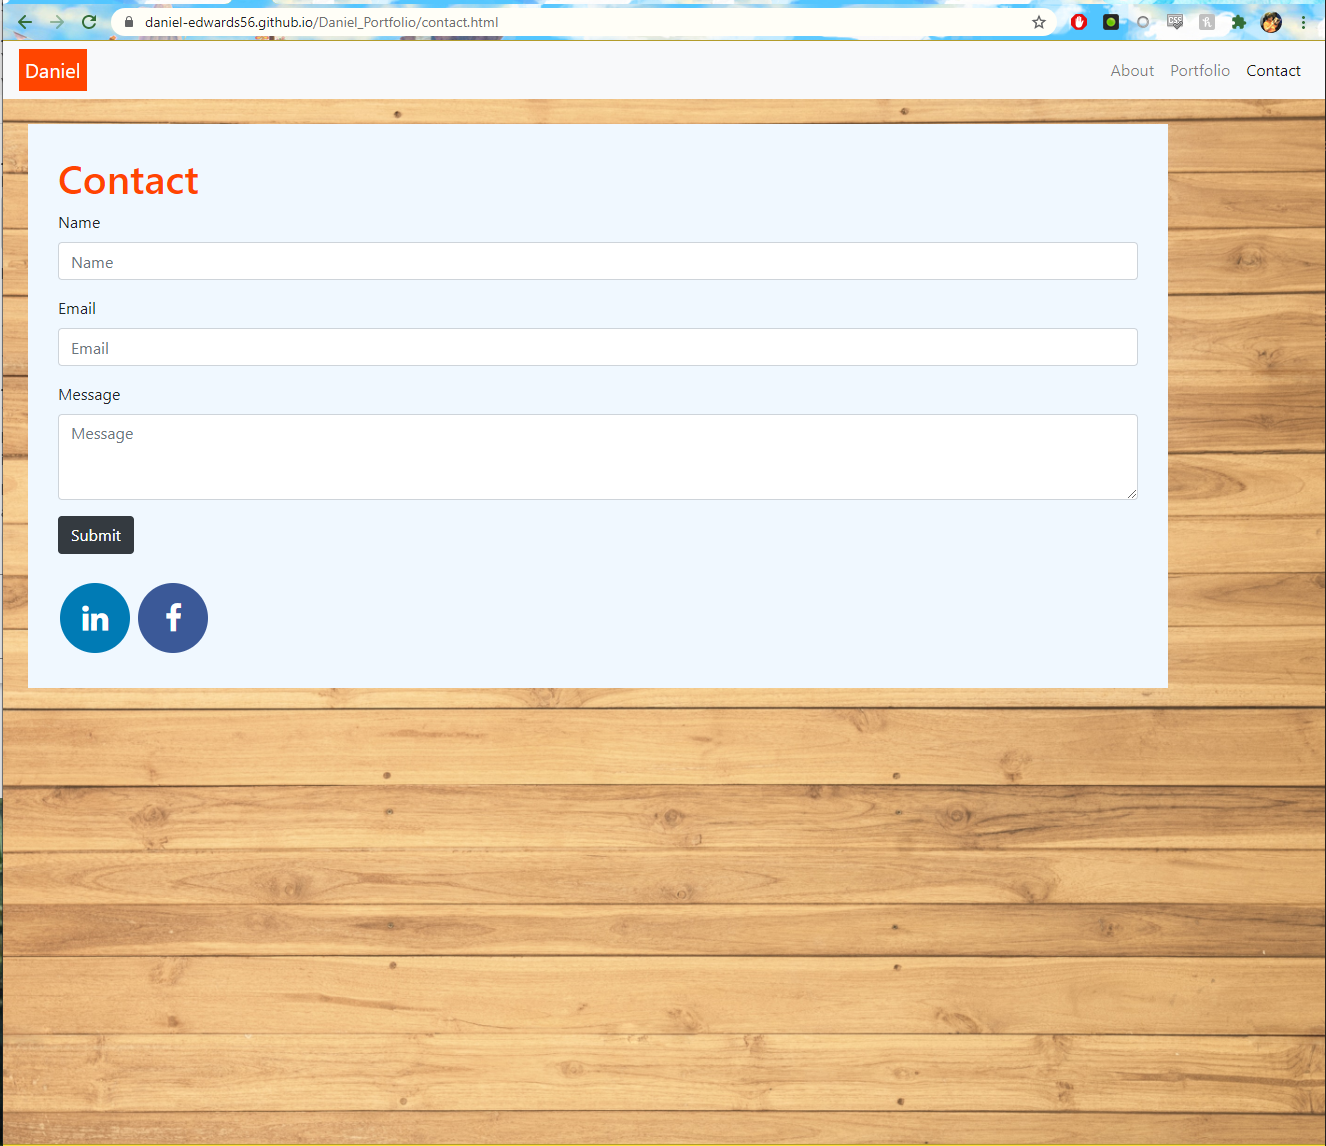 daniel-edwards56.github.io/Daniel_Portfolio/contact.html
Daniel
About Portfolio Contact
Contact
Name
Name
Email
Email
Message
Message
Submit
in f